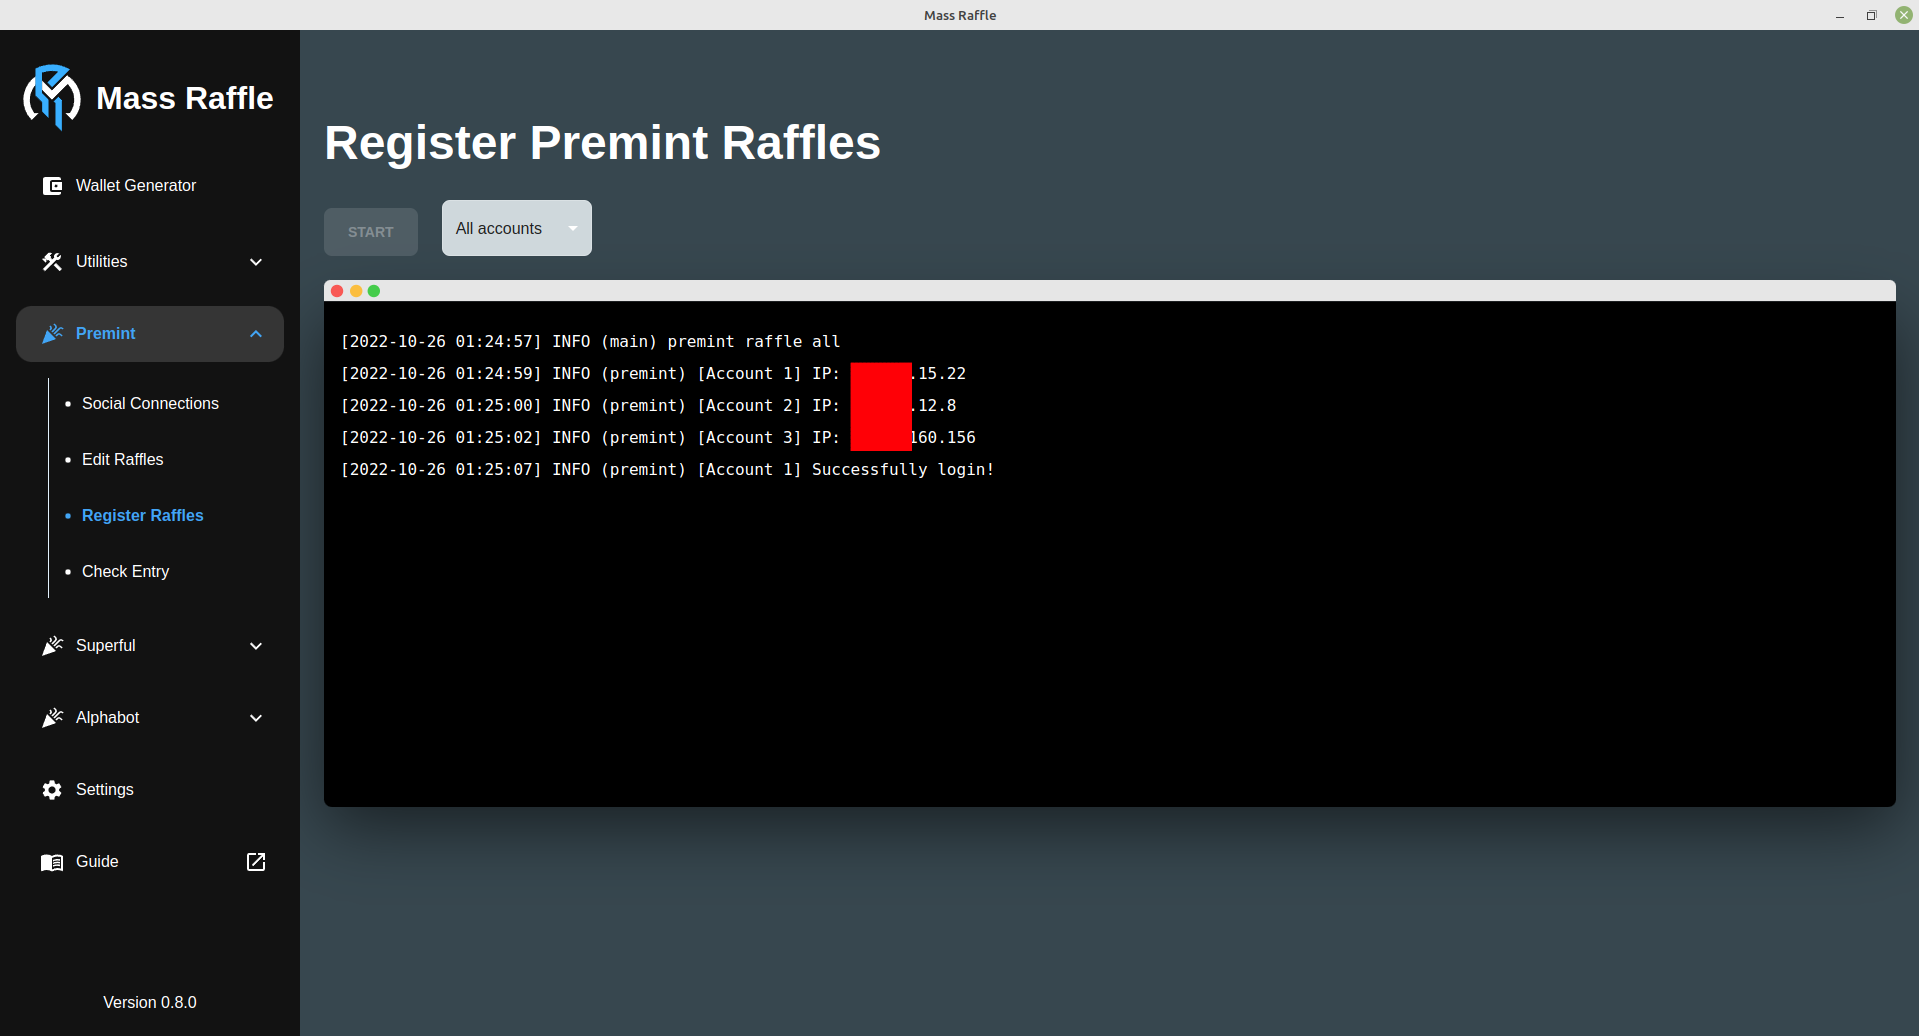 Mass Raffle
Mass Raffle
Wallet Generator
Utilities
Premint
Social Connections
Edit Raffles
Register Raffles
Check Entry
Superful
Alphabot
Settings
Guide
Version 0.8.0
Register Premint Raffles
START
All accounts
[2022-10-26 01:24:57] INFO (main) premint raffle all
[2022-10-26 01:24:59] INFO (premint) [Account 1] IP: .15.22
[2022-10-26 01:25:00] INFO (premint) [Account 2] IP: .12.8
[2022-10-26 01:25:02] INFO (premint) [Account 3] IP: 160.156
[2022-10-26 01:25:07] INFO (premint) [Account 1] Successfully login!